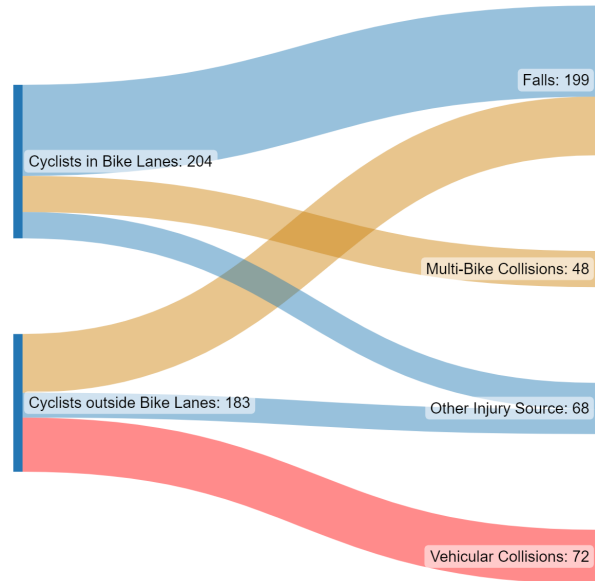 Falls: 199
Cyclists in Bike Lanes: 204
Multi-Bike Collisions: 48
Cyclists outside Bike Lanes: 183
Other Injury Source: 68
Vehicular Collisions: 72